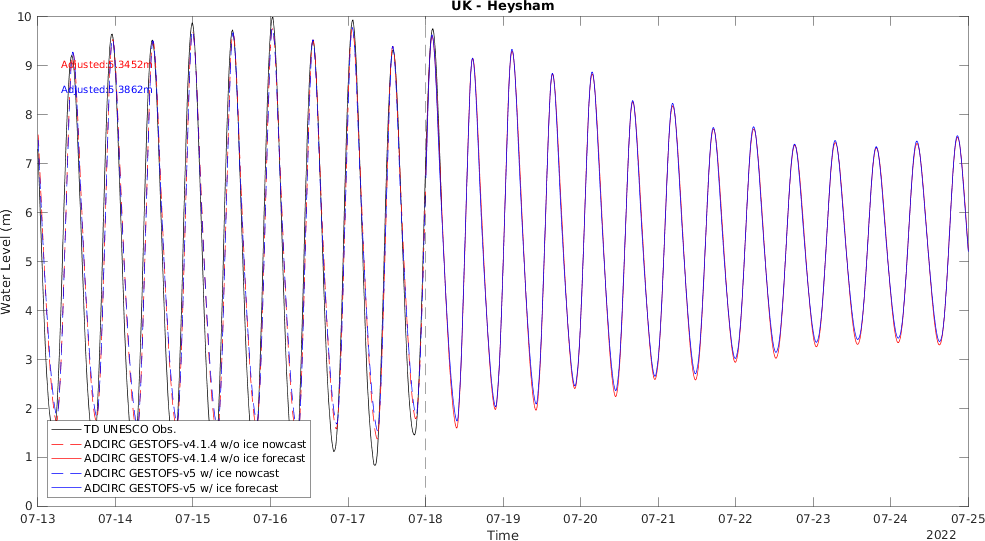 UK - Heysham
10
9
8
7
6
5
4
3
2
1
0
Water Level (m)
Adjusted:5.3452m
Adjusted:5.3862m
TD UNESCO Obs.
ADCIRC GESTOFS-v4.1.4 w/o ice nowcast
ADCIRC GESTOFS-v4.1.4 w/o ice forecast
ADCIRC GESTOFS-v5 w/ ice nowcast
ADCIRC GESTOFS-v5 w/ ice forecast
07-13 07-14 07-15 07-16 07-17 07-18 07-19 07-20 07-21 07-22 07-23 07-24 07-25
Time
2022